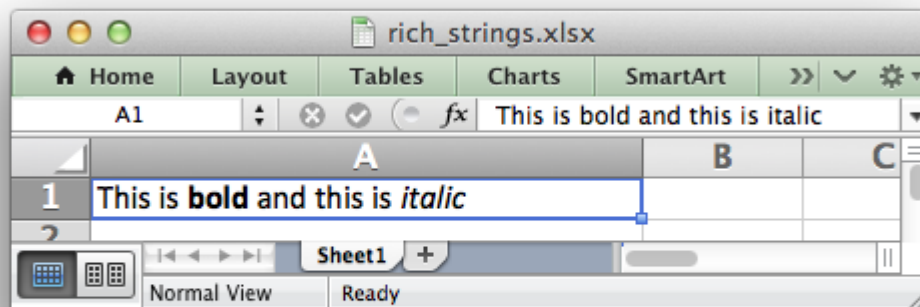 rich_strings.xlsx
Home Layout Tables Charts SmartArt
A1 fx This is bold and this is italic
A B C
1 This is bold and this is italic
2
Sheet1 +
Normal View Ready